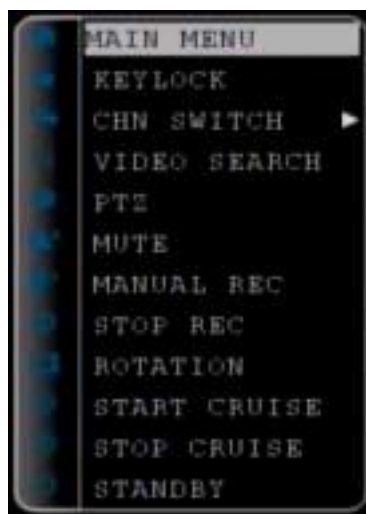 MAIN MENU
KEYLOCK
CHN SWITCH
VIDEO SEARCH
PTZ
MUTE
MANUAL REC
STOP REC
ROTATION
START CRUISE
STOP CRUISE
STANDBY